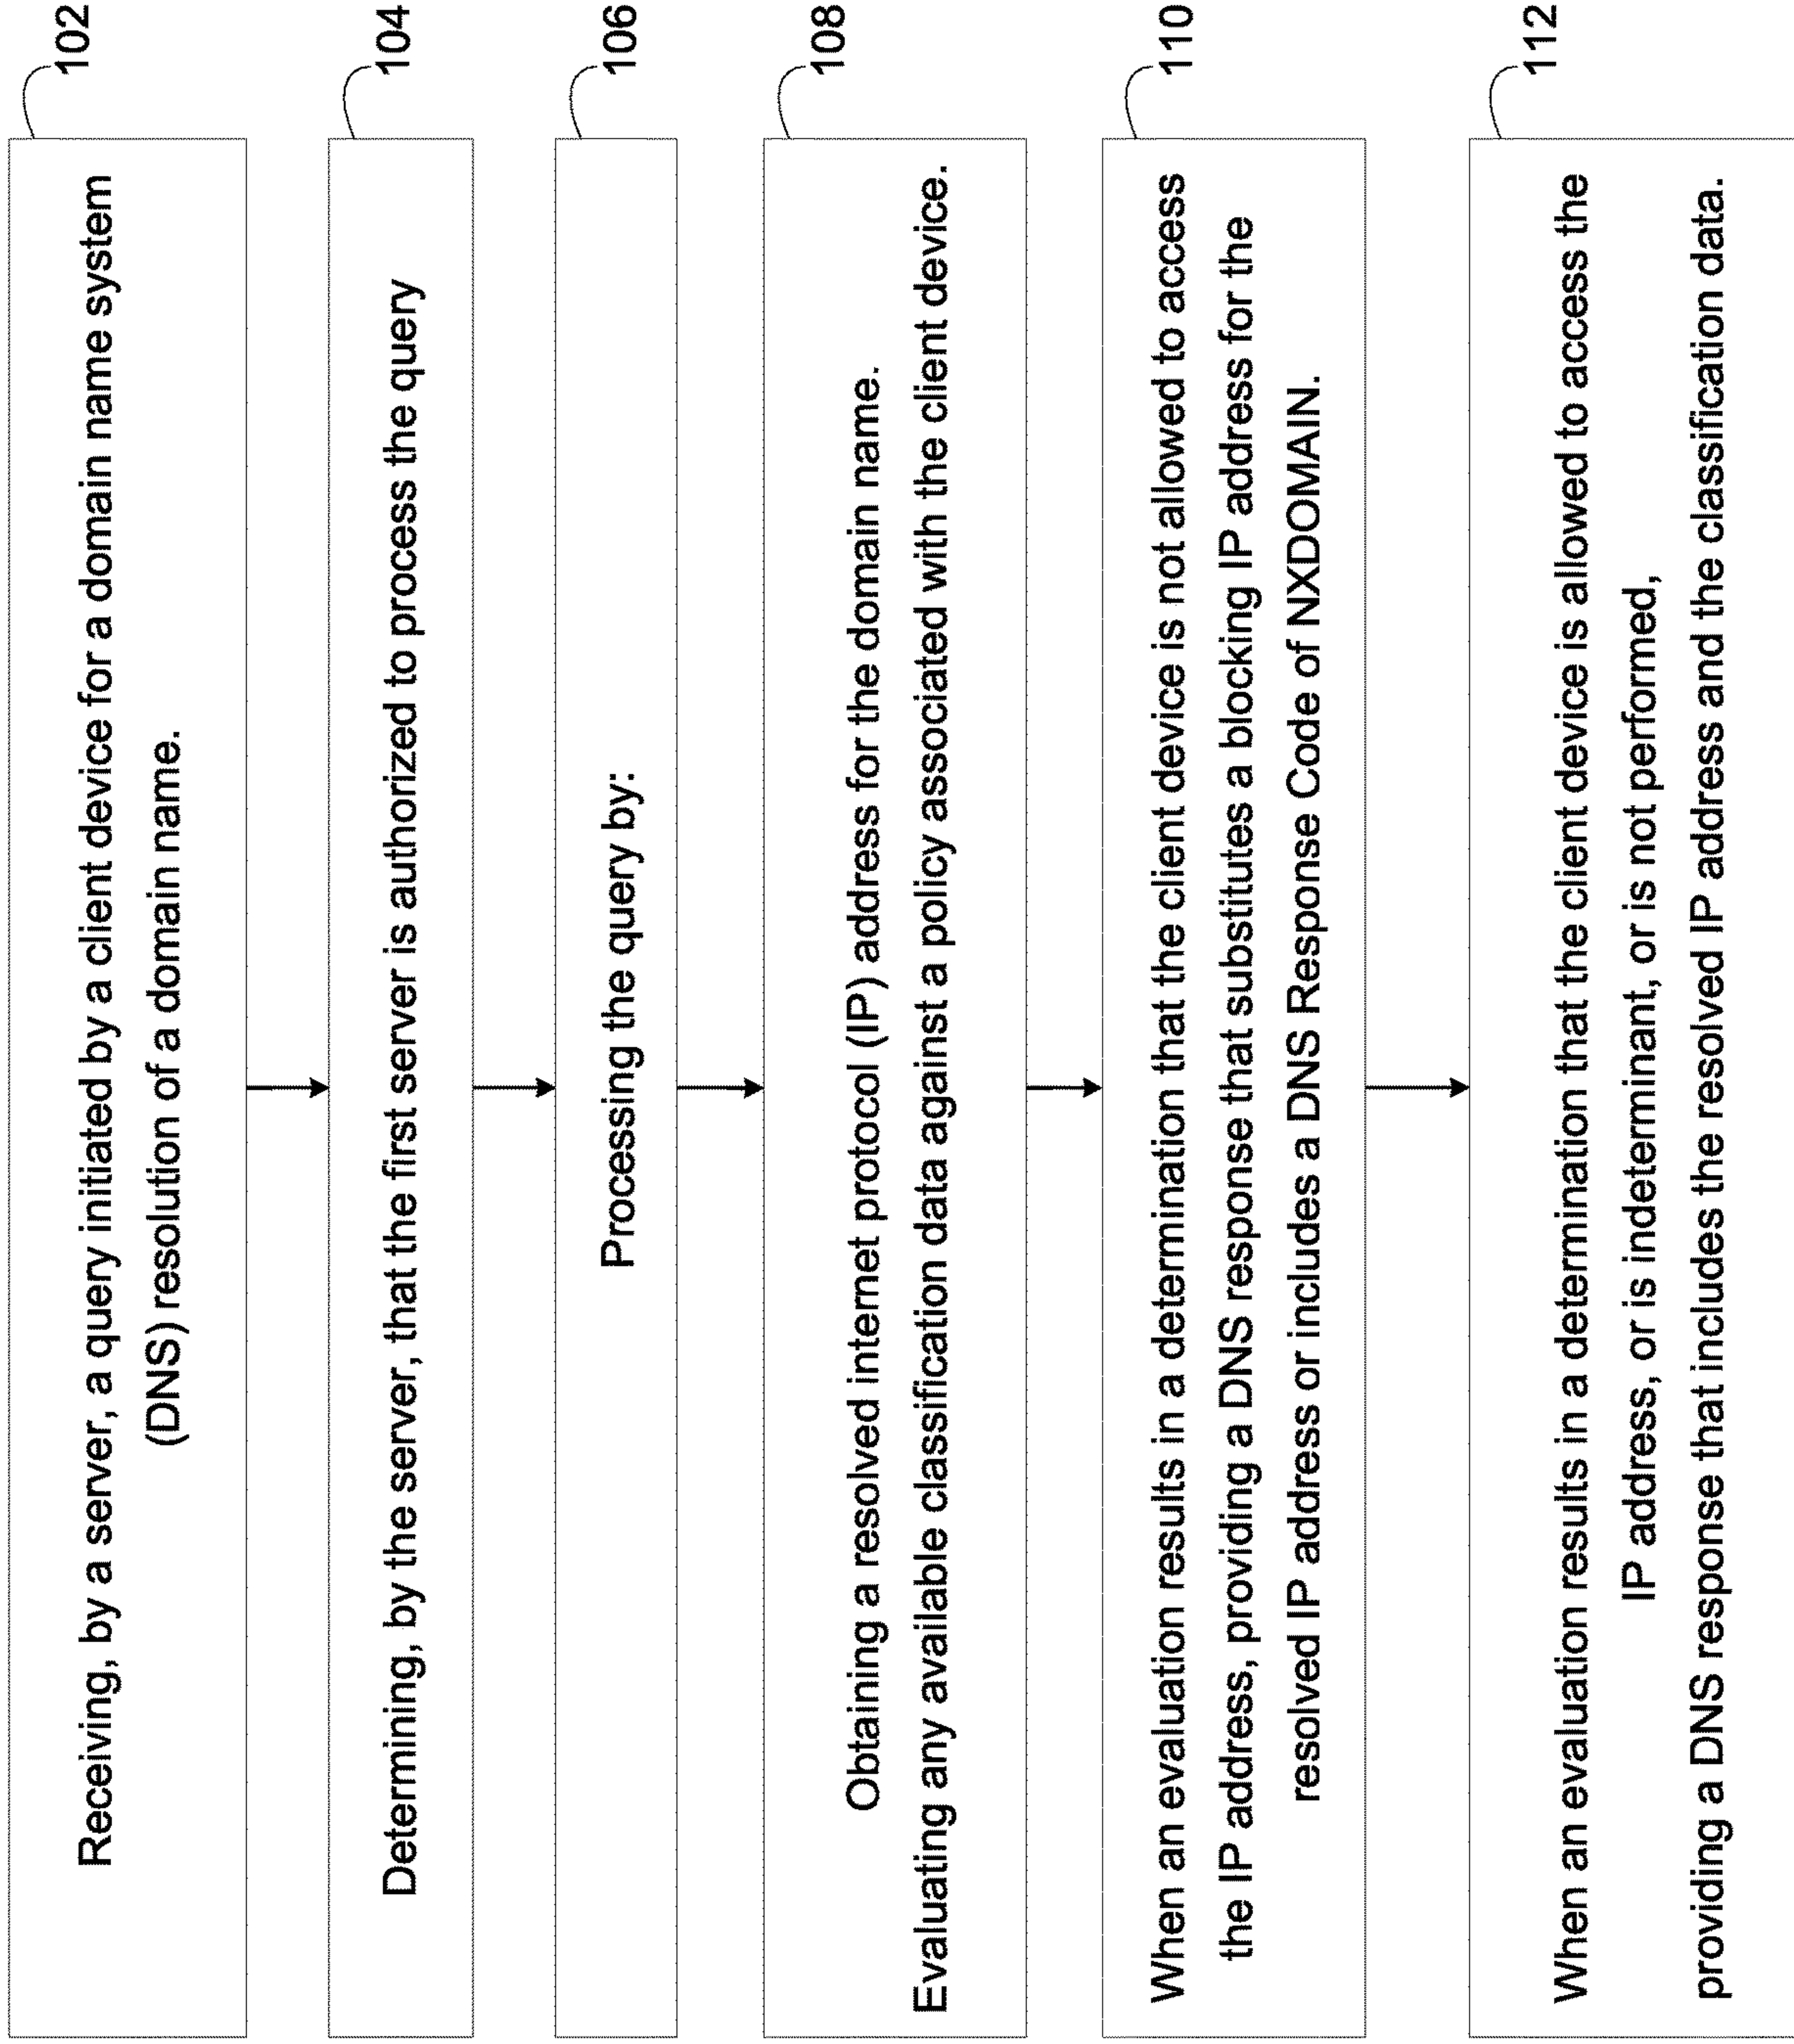 102
Receiving, by a server, a query initiated by a client device for a domain name system
(DNS) resolution of a domain name.
104
Determining, by the server, that the first server is authorized to process the query
106
Processing the query by:
108
Obtaining a resolved internet protocol (IP) address for the domain name.
Evaluating any available classification data against a policy associated with the client device.
110
When an evaluation results in a determination that the client device is not allowed to access
the IP address, providing a DNS response that substitutes a blocking IP address for the
resolved IP address or includes a DNS Response Code of NXDOMAIN.
112
When an evaluation results in a determination that the client device is allowed to access the
IP address, or is indeterminant, or is not performed,
providing a DNS response that includes the resolved IP address and the classification data.